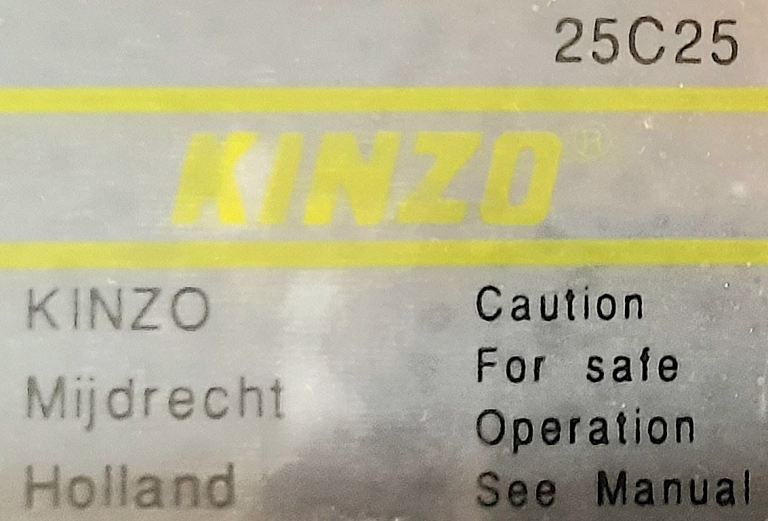 25C25
KINZO®
KINZO
Mijdrecht
Holland
Caution
For safe
Operation
See Manual